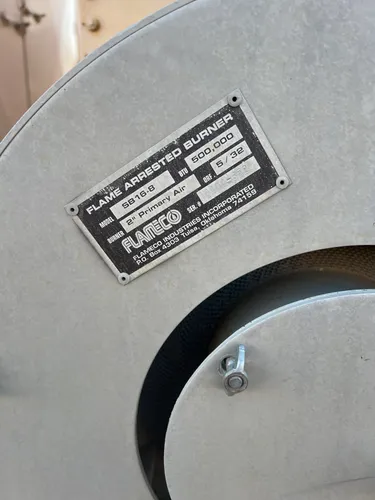 FLAME ARRESTED BURNER
MODEL SB16-8 BTU 500,000
BURNER 2" Primary Air ORF 5/32
FLAMECO SER.
FLAMECO INDUSTRIES INCORPORATED
P.O. Box 4303 Tulsa, Oklahoma 74159